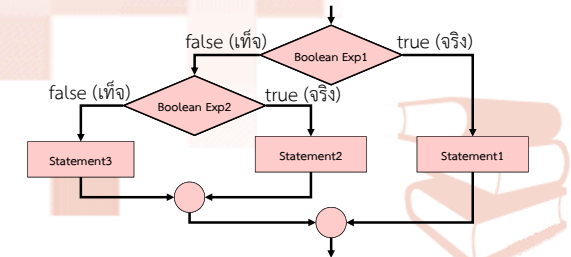 false (เท็จ)
Boolean Exp1
true (จริง)
false (เท็จ)
Boolean Exp2
true (จริง)
Statement3
Statement2
Statement1